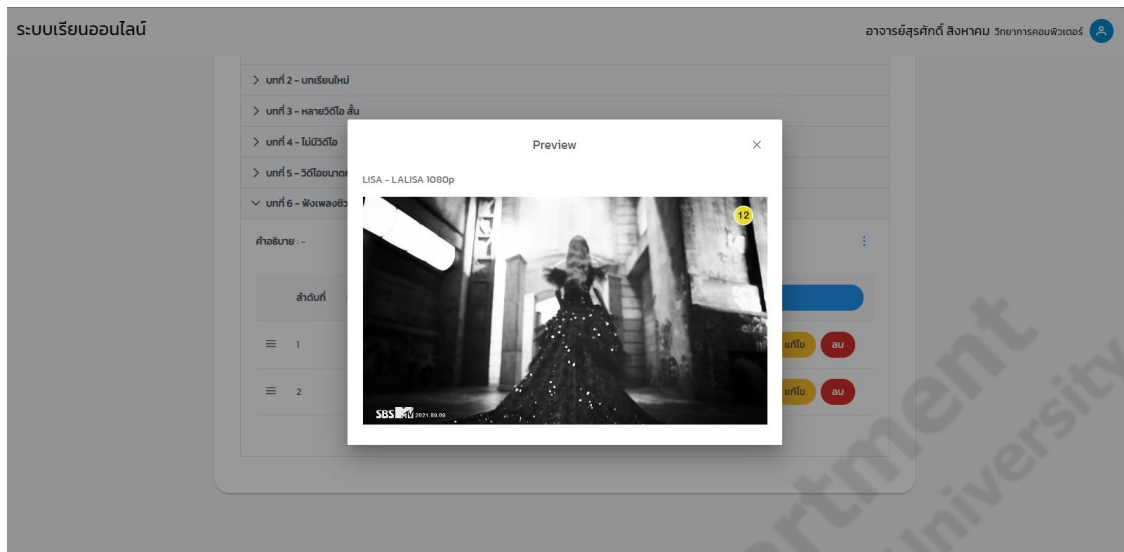 ระบบเรียนออนไลน์
อาจารย์สุรศักดิ์ สิงหาคม วิทยาการคอมพิวเตอร์
บทที่ 2 - บทเรียนใหม่
บทที่ 3 - หลายวิดีโอ สั้น
บทที่ 4 - ไม่มีวิดีโอ
Preview
บทที่ 5 - วิดีโอขนาด
LISA - LALISA 1080p
บทที่ 6 - ฟังเพลงชิว
12
คำอธิบาย : -
ลำดับที่
1
แก้ไข ลบ
2
แก้ไข ลบ
SBS MTV 2021.09.09
University